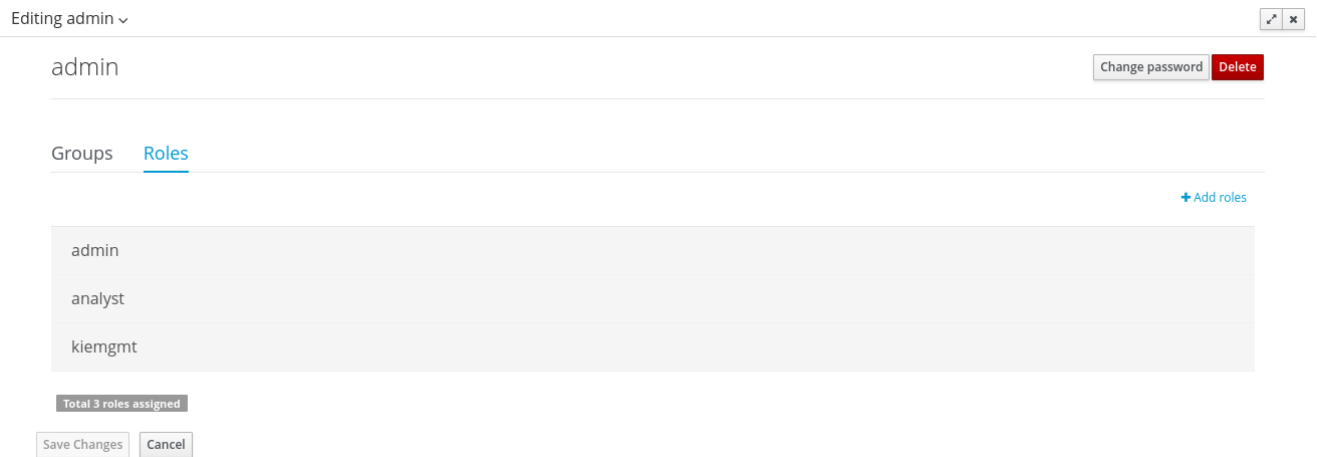 Editing admin
admin
Change password Delete
Groups Roles
Add roles
admin
analyst
kiemgmt
Total 3 roles assigned
Save Changes Cancel